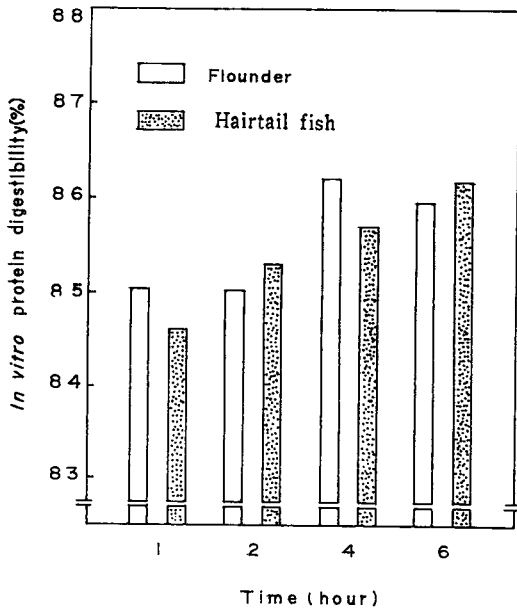 88
87
86
85
84
83
In vitro protein digestibility(%)
Flounder
Hairtail fish
1 2 4 6
Time (hour)